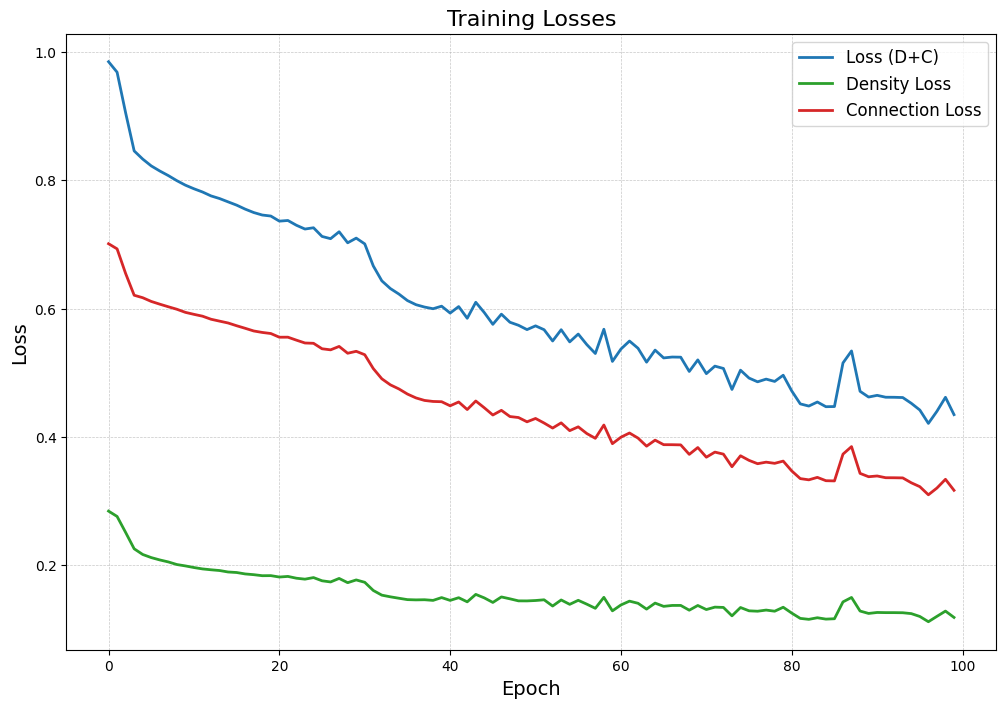 Training Losses
Loss (D+C)
Density Loss
Connection Loss
Loss
1.0
0.8
0.6
0.4
0.2
0 20 40 60 80 100
Epoch